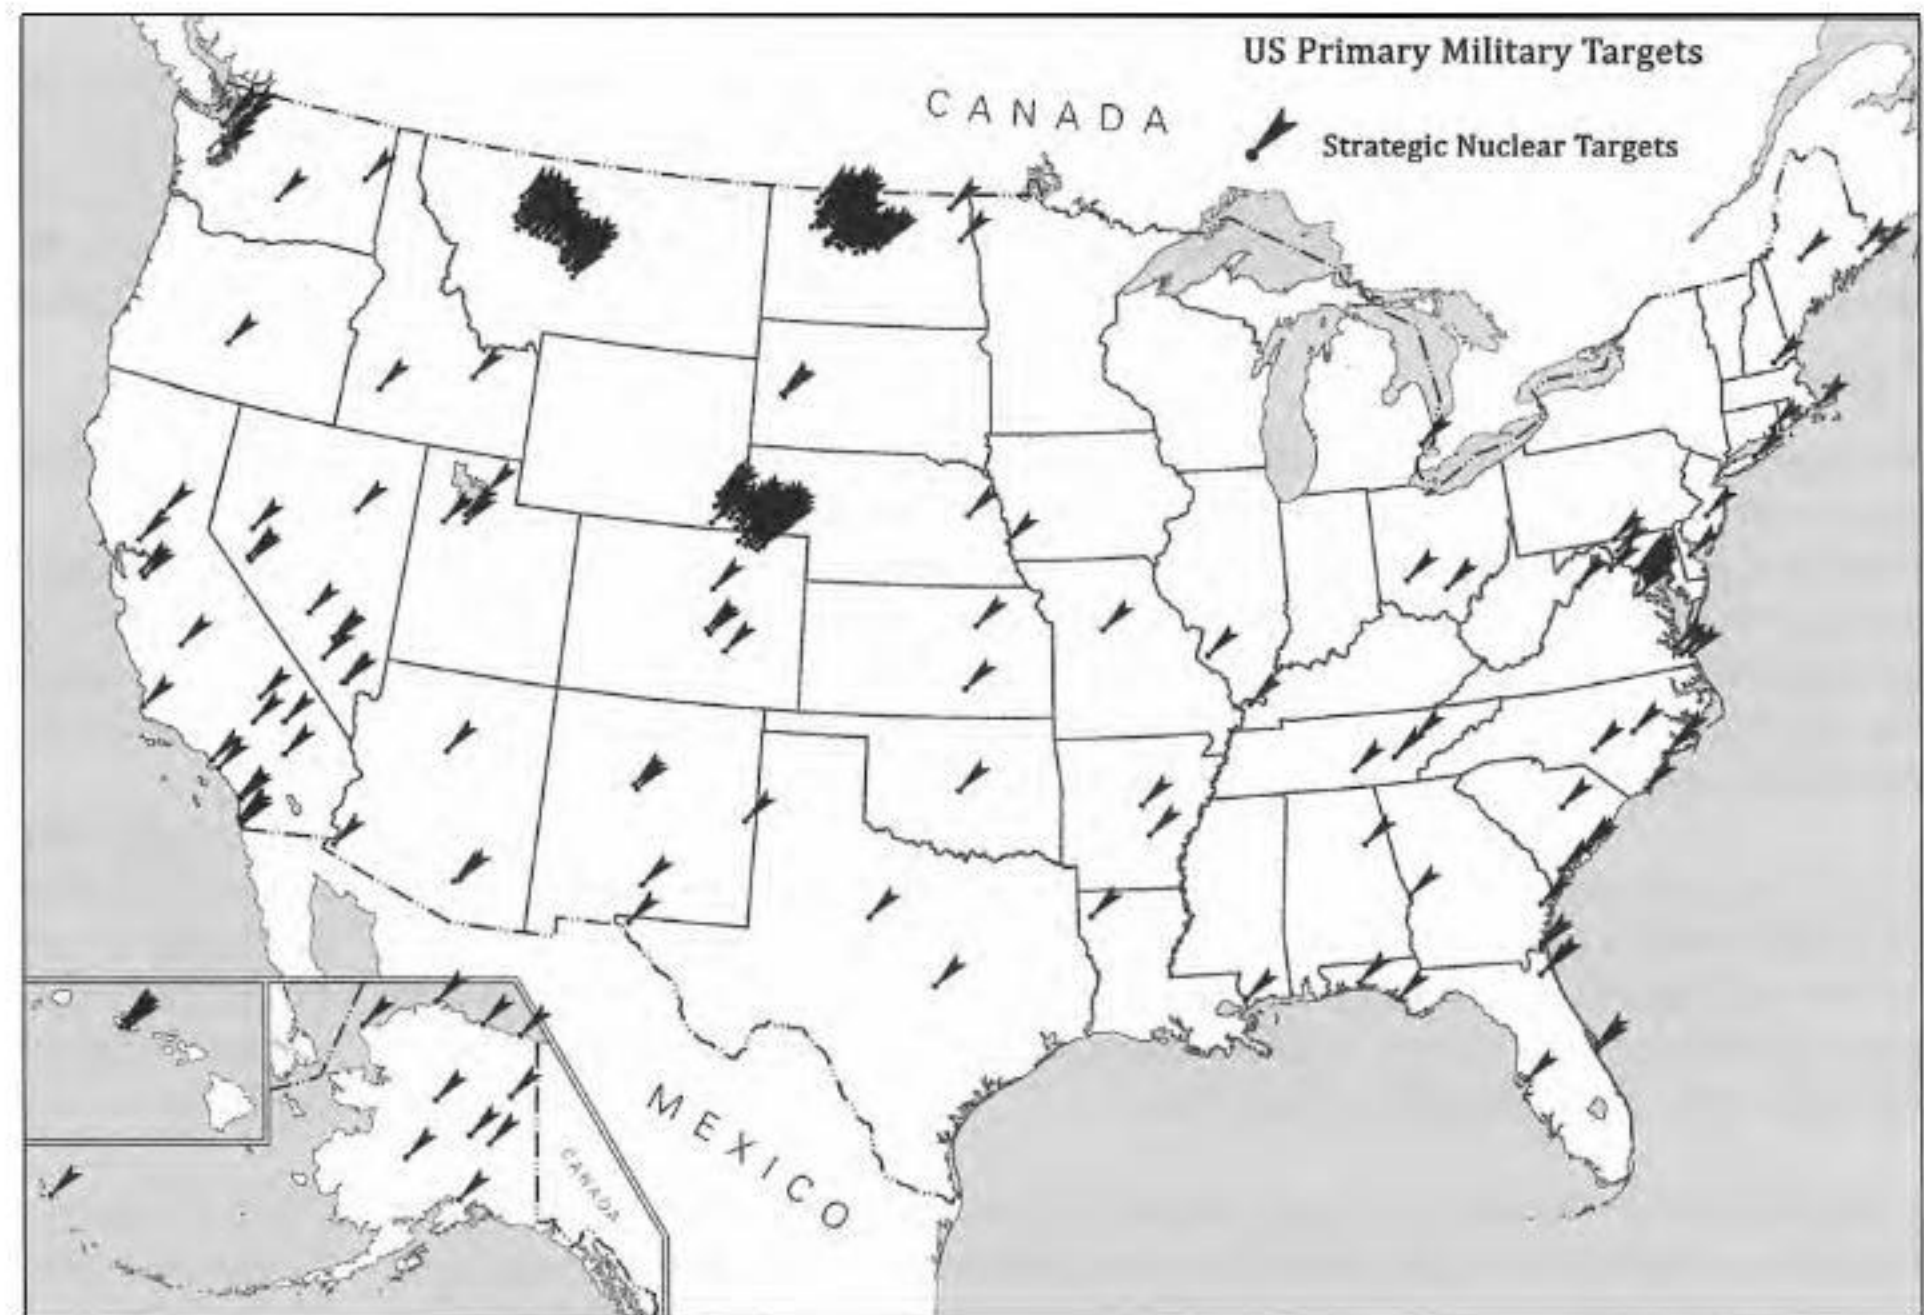 US Primary Military Targets
CANADA
Strategic Nuclear Targets
MEXICO
CANADA